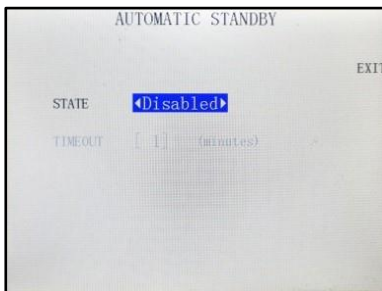 AUTOMATIC STANDBY
EXIT
STATE ◂Disabled▸
TIMEOUT [ 1] (minutes)